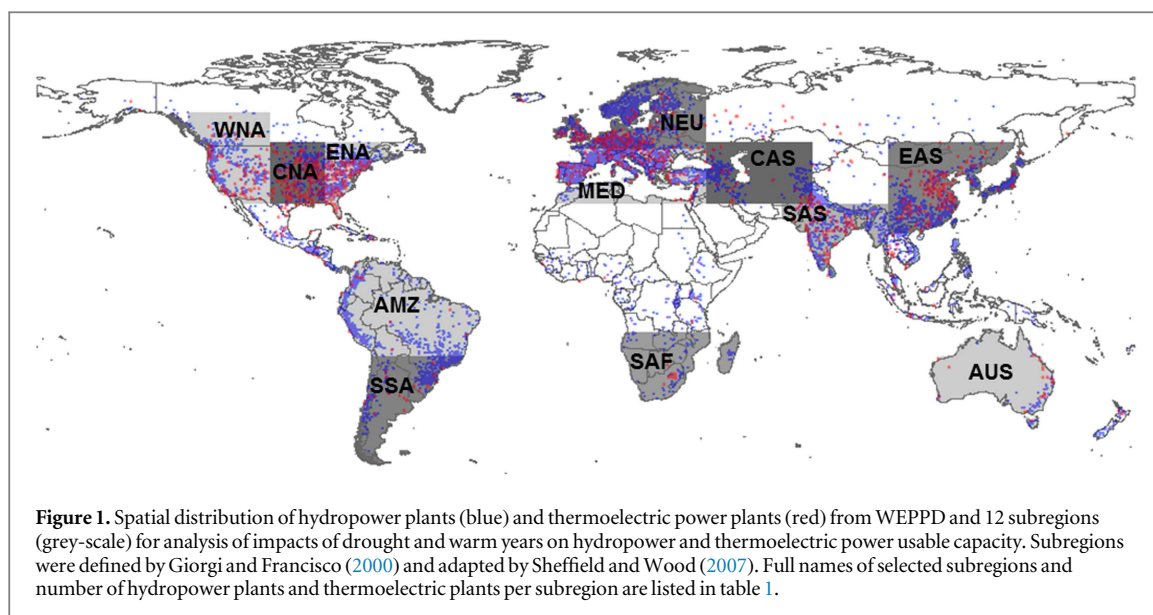 WNA
CNA
ENA
NEU
MED
CAS
EAS
SAS
AMZ
SSA
SAF
AUS
Figure 1. Spatial distribution of hydropower plants (blue) and thermoelectric power plants (red) from WEPPD and 12 subregions
(grey-scale) for analysis of impacts of drought and warm years on hydropower and thermoelectric power usable capacity. Subregions
were defined by Giorgi and Francisco (2000) and adapted by Sheffield and Wood (2007). Full names of selected subregions and
number of hydropower plants and thermoelectric plants per subregion are listed in table 1.